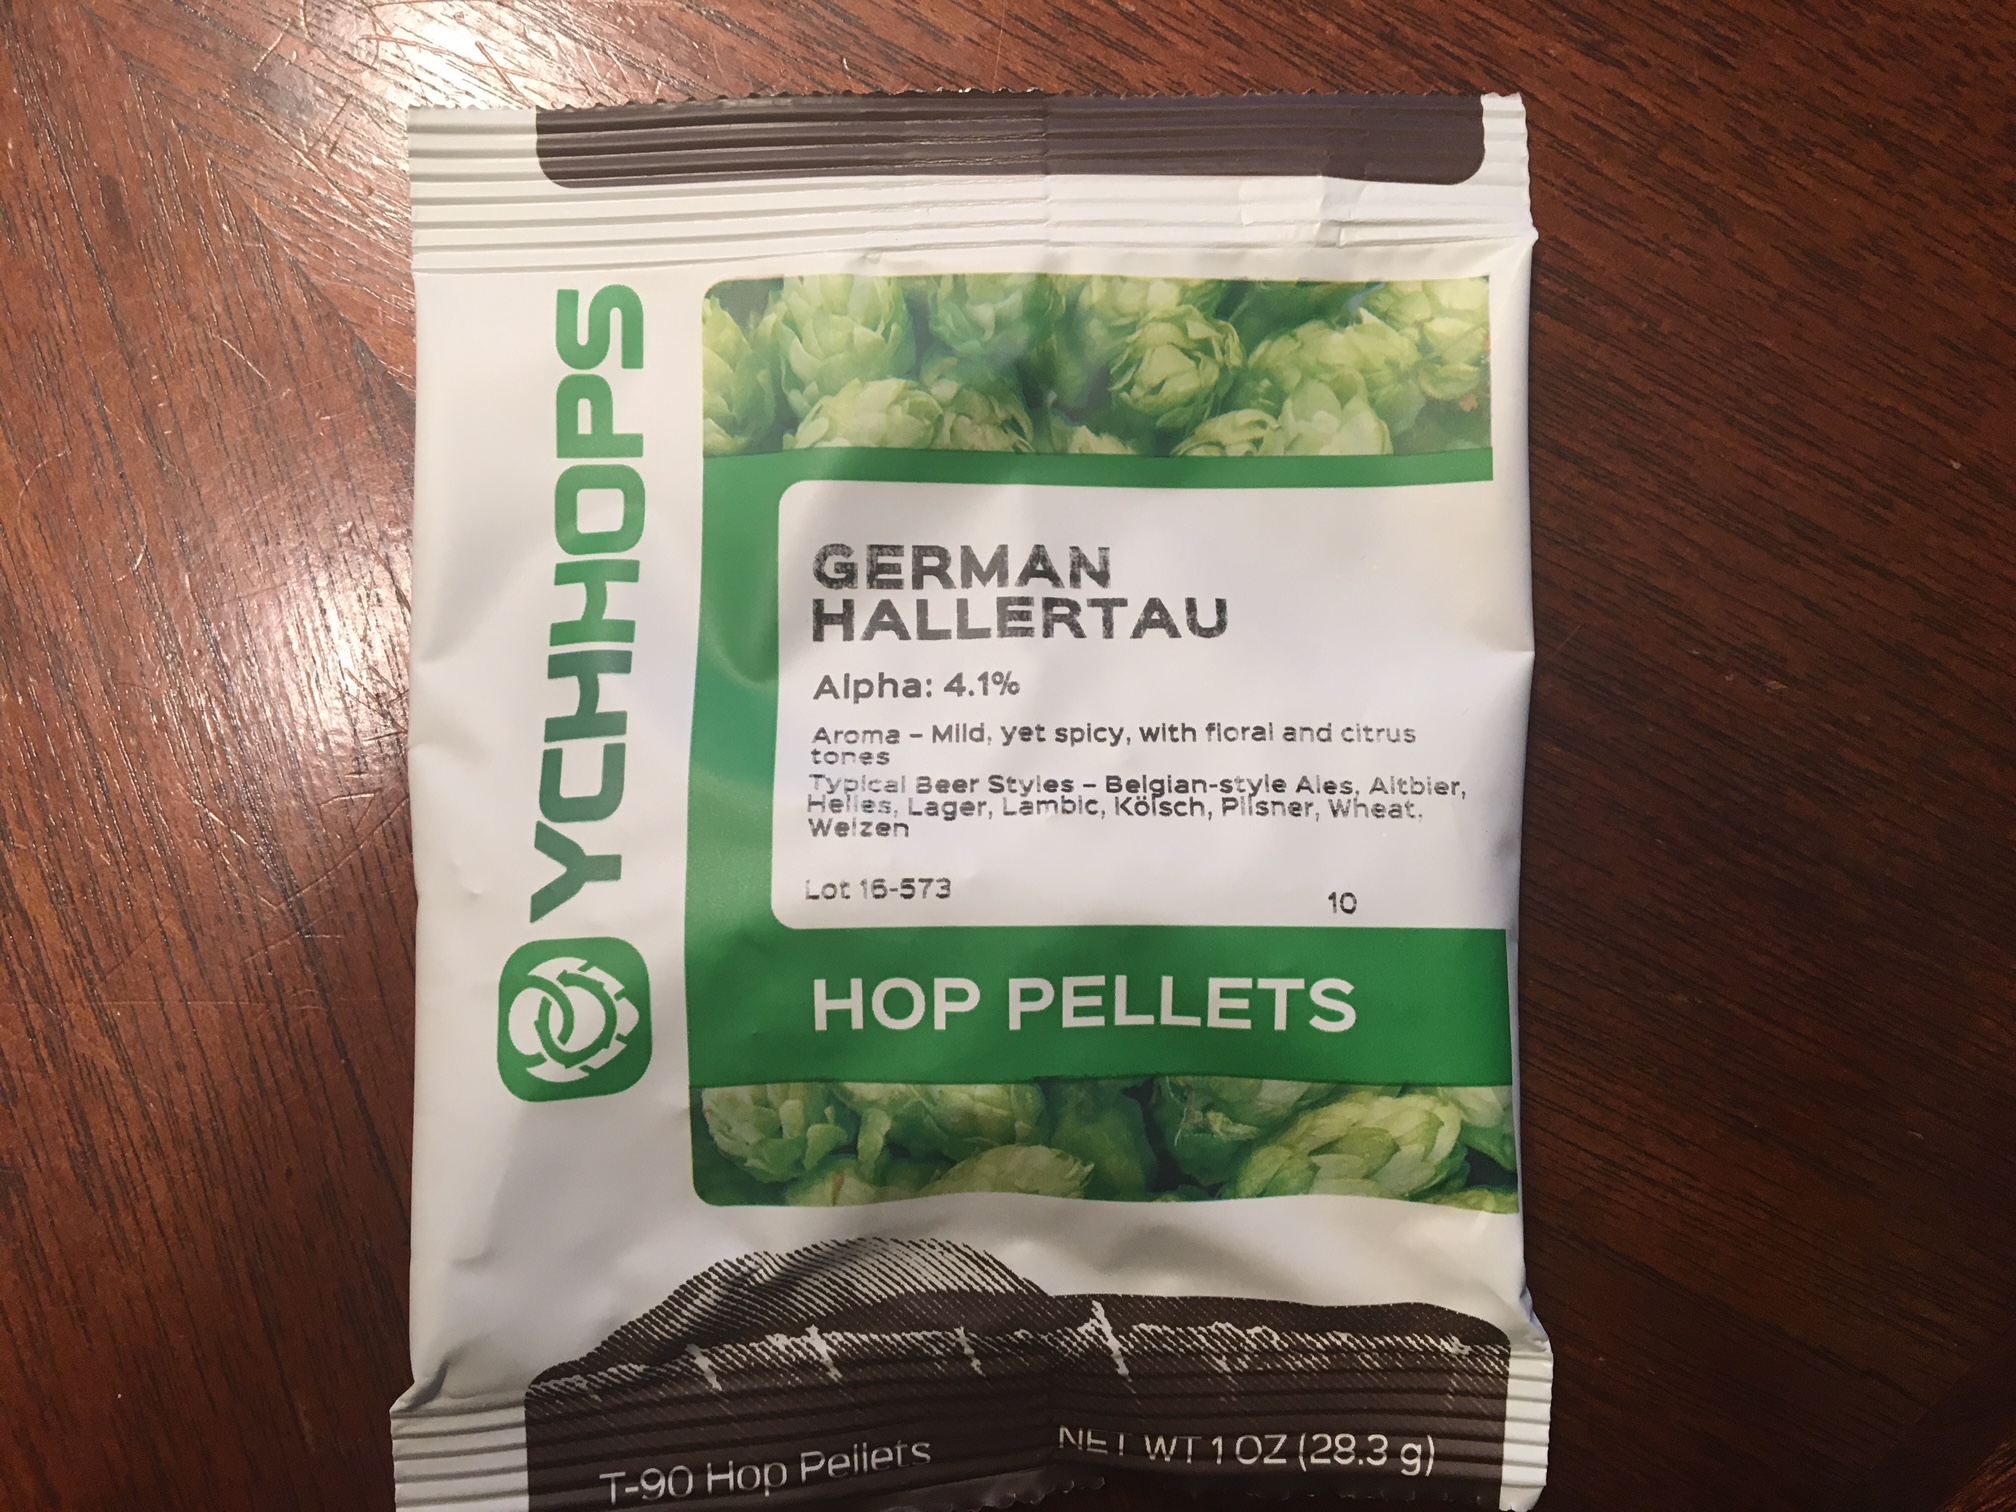 YCHHOPS
GERMAN
HALLERTAU
Alpha: 4.1%
Aroma – Mild, yet spicy, with floral and citrus
tones
Typical Beer Styles – Belgian-style Ales, Altbier,
Helles, Lager, Lambic, Kölsch, Pilsner, Wheat,
Weizen
Lot 16-573
10
HOP PELLETS
T-90 Hop Pellets
NET WT 1 OZ (28.3 g)